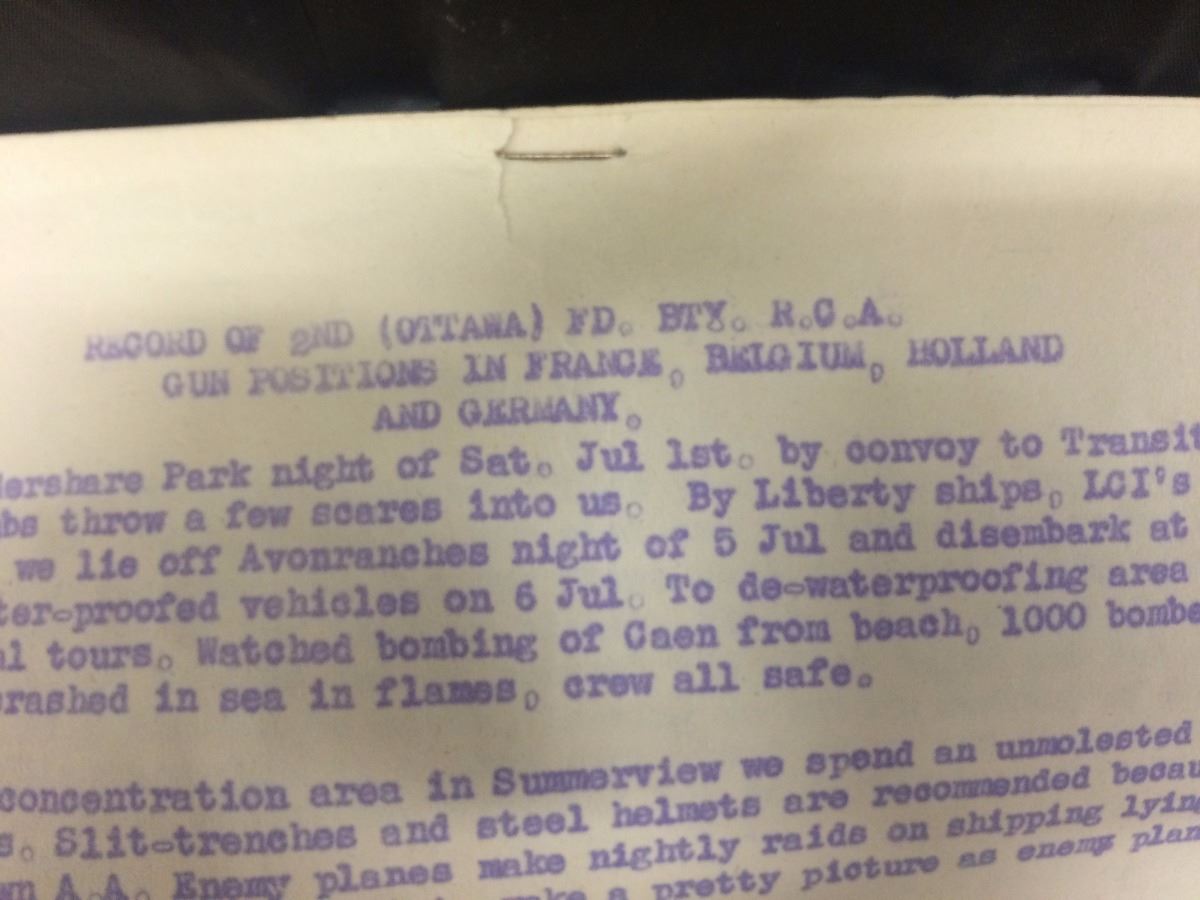 RECORD OF 2ND (OTTAWA) FD. BTY. R.C.A.
GUN POSITIONS IN FRANCE, BELGIUM, HOLLAND
AND GERMANY.
ershare Park night of Sat. Jul 1st. by convoy to Transit
bs throw a few scares into us. By Liberty ships, LCI's
we lie off Avonranches night of 5 Jul and disembark at
ter-proofed vehicles on 6 Jul. To de-waterproofing area
al tours. Watched bombing of Caen from beach, 1000 bombe
rashed in sea in flames, crew all safe.
concentration area in Summerview we spend an unmolested
s. Slit-trenches and steel helmets are recommended becau
wn A.A. Enemy planes make nightly raids on shipping lying
make a pretty picture as enemy plan